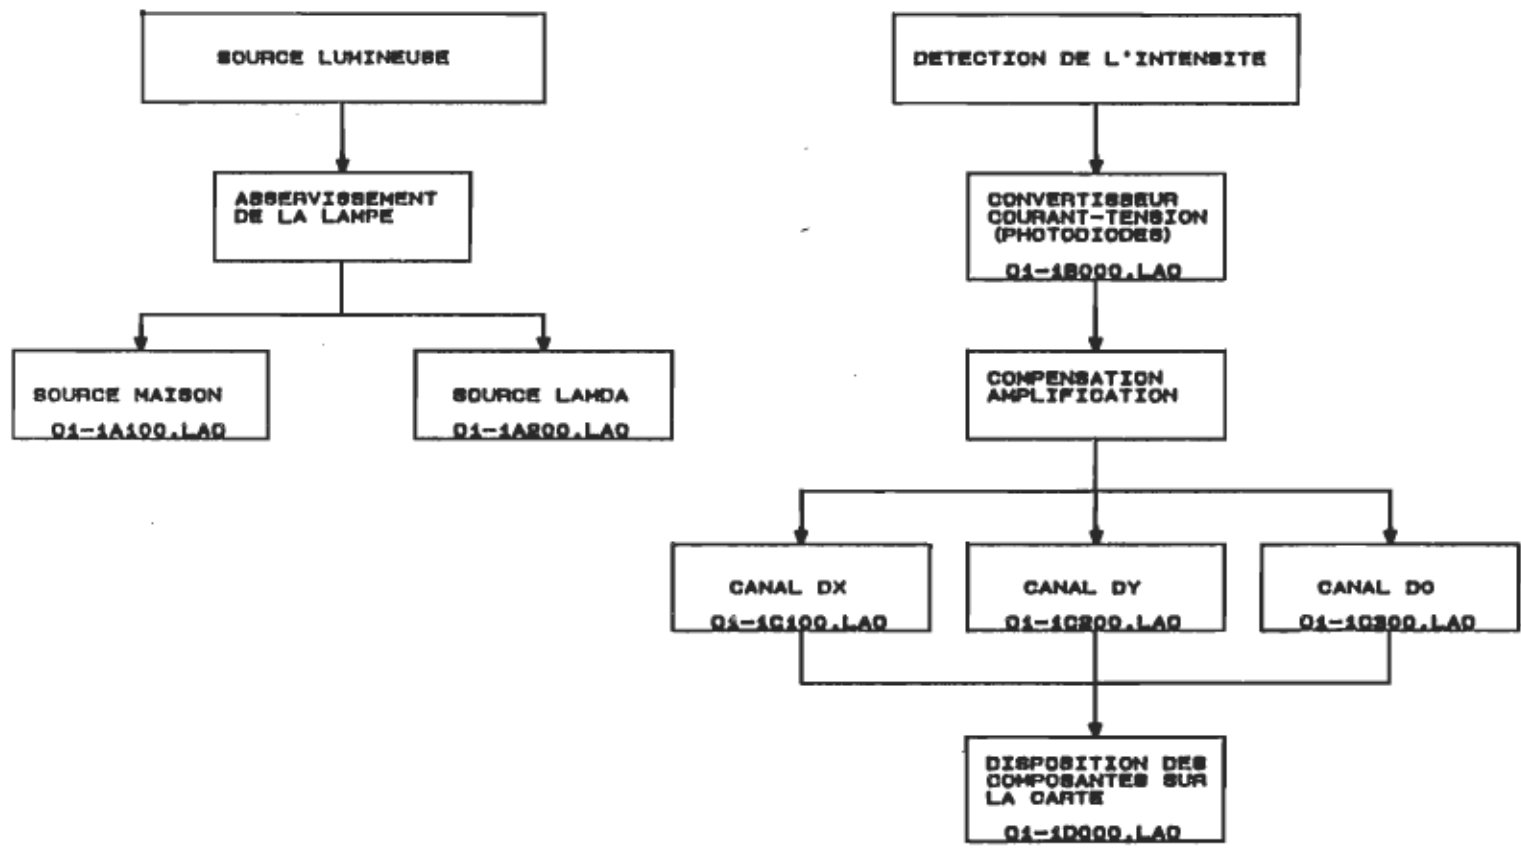 SOURCE LUMINEUSE
ASSERVISSEMENT
DE LA LAMPE
SOURCE MAISON
01-1A100.LAO
SOURCE LAMDA
01-1A200.LAO
DETECTION DE L'INTENSITE
CONVERTISSEUR
COURANT-TENSION
(PHOTODIODES)
01-1B000.LAO
COMPENSATION
AMPLIFICATION
CANAL DX
01-1C100.LAO
CANAL DY
01-1C200.LAO
CANAL DO
01-1C300.LAO
DISPOSITION DES
COMPOSANTES SUR
LA CARTE
01-1D000.LAO